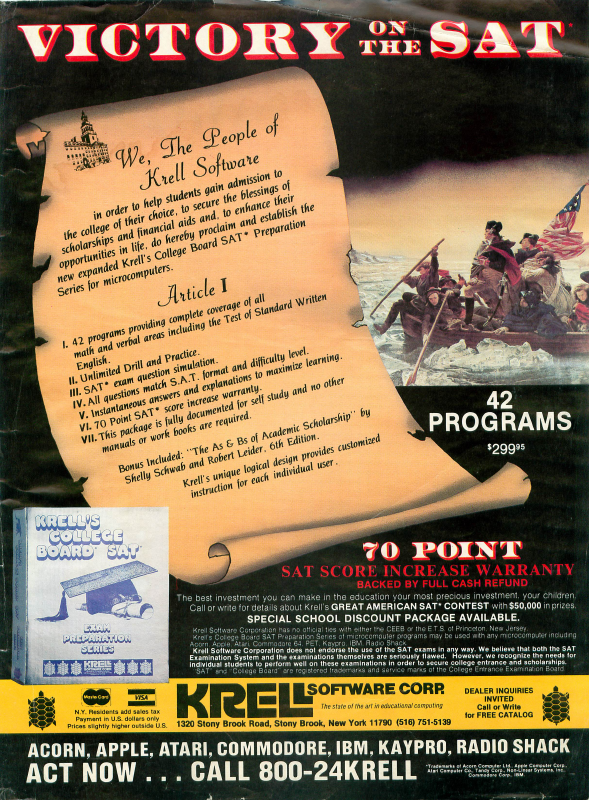 VICTORY ON THE SAT*
We, The People of
Krell Software
in order to help students gain admission to
the college of their choice, to secure the blessings of
scholarships and financial aids and, to enhance their
opportunities in life, do hereby proclaim and establish the
new expanded Krell's College Board SAT* Preparation
Series for microcomputers.
Article I
I. 42 programs providing complete coverage of all
math and verbal areas including the Test of Standard Written
English.
II. Unlimited Drill and Practice.
III. SAT* exam question simulation.
IV. All questions match S.A.T. format and difficulty level.
V. Instantaneous answers and explanations to maximize learning.
VI. 70 Point SAT* score increase warranty.
VII. This package is fully documented for self study and no other
manuals or work books are required.
Bonus Included: "The As & Bs of Academic Scholarship" by
Shelly Schwab and Robert Leider, 6th Edition.
Krell's unique logical design provides customized
instruction for each individual user.
42
PROGRAMS
$29995
KRELL'S
COLLEGE
BOARD SAT*
EXAM
PREPARATION
SERIES
KRELL
70 POINT
SAT SCORE INCREASE WARRANTY
BACKED BY FULL CASH REFUND
The best investment you can make in the education your most precious investment, your children.
Call or write for details about Krell's GREAT AMERICAN SAT* CONTEST with $50,000 in prizes.
SPECIAL SCHOOL DISCOUNT PACKAGE AVAILABLE.
Krell Software Corporation has no official ties with either the CEEB or the E.T.S. of Princeton, New Jersey.
Krell's College Board SAT Preparation Series of microcomputer programs may be used with any microcomputer including
Acorn, Apple, Atari, Commodore 64, PET, Kaypro, IBM, Radio Shack.
Krell Software Corporation does not endorse the use of the SAT exams in any way. We believe that both the SAT
Examination System and the examinations themselves are seriously flawed. However, we recognize the need for
individual students to perform well on these examinations in order to secure college entrance and scholarships.
"SAT" and "College Board" are registered trademarks and service marks of the College Entrance Examination Board.
MasterCard
VISA
N.Y. Residents add sales tax
Payment in U.S. dollars only
Prices slightly higher outside U.S.
KRELL SOFTWARE CORP.
The state of the art in educational computing
1320 Stony Brook Road, Stony Brook, New York 11790 (516) 751-5139
DEALER INQUIRIES
INVITED
Call or Write
for FREE CATALOG
ACORN, APPLE, ATARI, COMMODORE, IBM, KAYPRO, RADIO SHACK
ACT NOW . . . CALL 800-24KRELL
*Trademarks of Acorn Computer Ltd., Apple Computer Corp.,
Atari Computer Co., Tandy Corp., Non-Linear Systems, Inc.,
Commodore Corp., IBM.